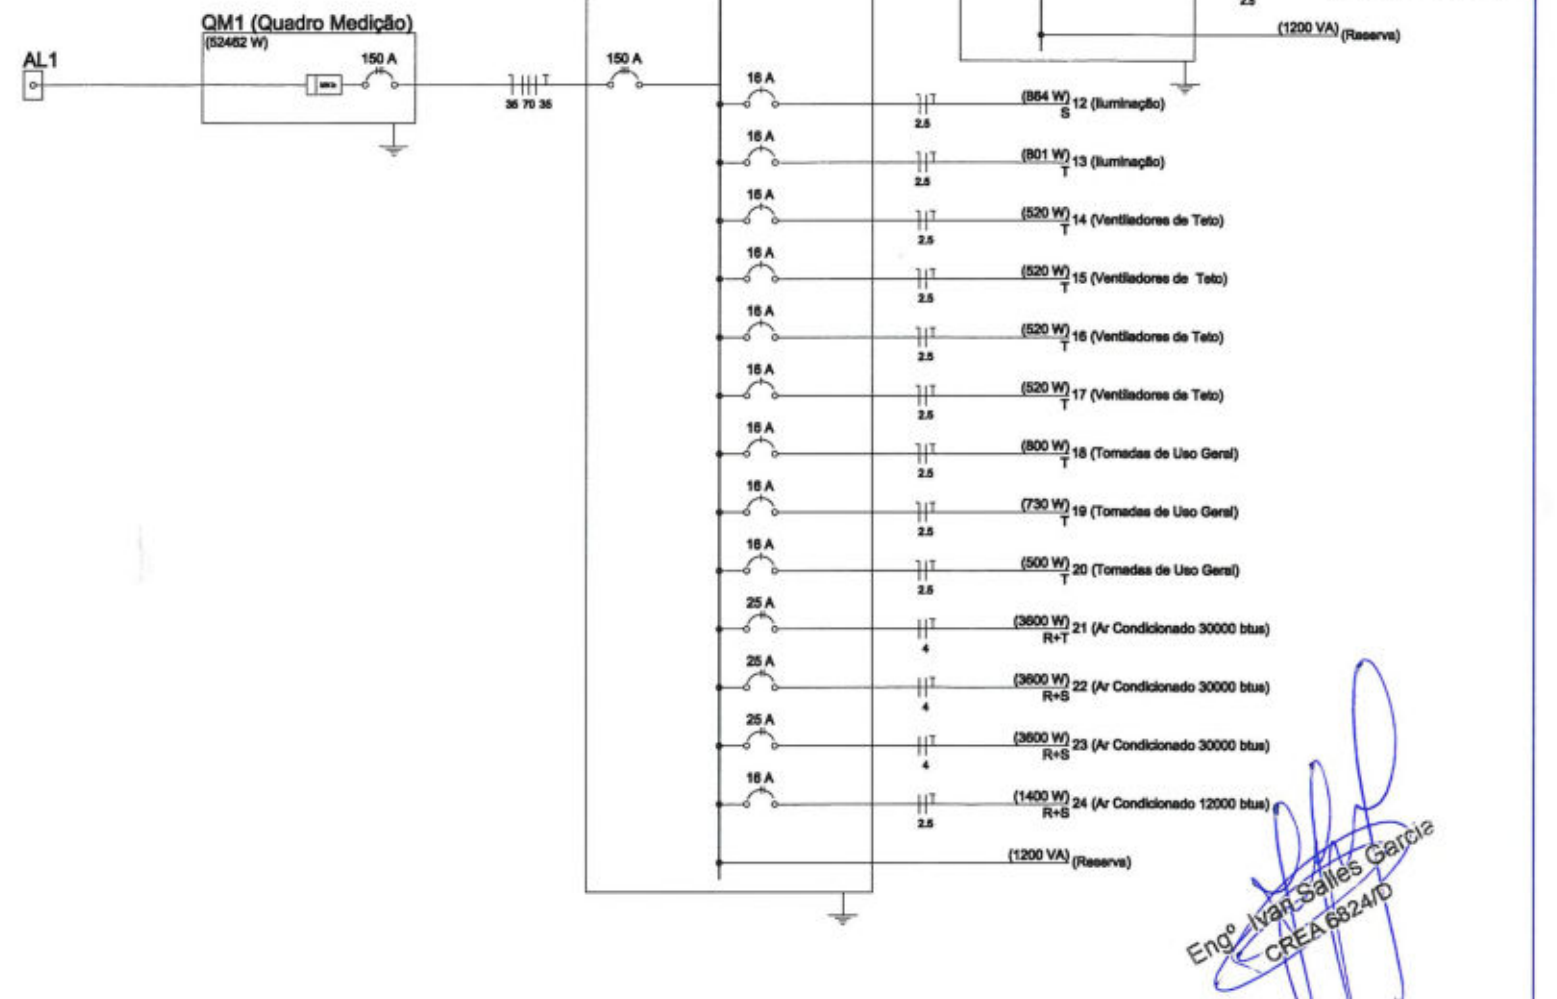 2.5
(1200 VA) (Reserva)
QM1 (Quadro Medição)
(52462 W)
AL1
150 A
35 70 35
150 A
16 A
2.5
(864 W) 12 (Iluminação)
S
16 A
2.5
(801 W) 13 (Iluminação)
T
16 A
2.5
(520 W) 14 (Ventiladores de Teto)
T
16 A
2.5
(520 W) 15 (Ventiladores de Teto)
T
16 A
2.5
(520 W) 16 (Ventiladores de Teto)
T
16 A
2.5
(520 W) 17 (Ventiladores de Teto)
T
16 A
2.5
(800 W) 18 (Tomadas de Uso Geral)
T
16 A
2.5
(730 W) 19 (Tomadas de Uso Geral)
T
16 A
2.5
(500 W) 20 (Tomadas de Uso Geral)
T
25 A
4
(3600 W) 21 (Ar Condicionado 30000 btus)
R+T
25 A
4
(3600 W) 22 (Ar Condicionado 30000 btus)
R+S
25 A
4
(3600 W) 23 (Ar Condicionado 30000 btus)
R+S
16 A
2.5
(1400 W) 24 (Ar Condicionado 12000 btus)
R+S
(1200 VA) (Reserva)
Engº Ivan Salles Garcia
CREA 6824/D